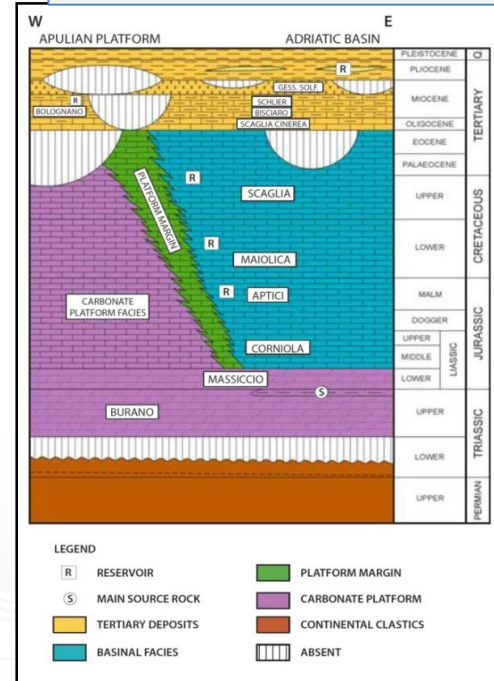 W E
APULIAN PLATFORM ADRIATIC BASIN
PLEISTOCENE Q
R PLIOCENE
GESS. SOLF.
R SCHLIER MIOCENE
BOLOGNANO BISCIARO
SCAGLIA CINEREA OLIGOCENE
TERTIARY
EOCENE
R PALAEOCENE
SCAGLIA UPPER
PLATFORM MARGIN
CRETACEOUS
R LOWER
MAIOLICA
R APTICI MALM
CARBONATE
PLATFORM FACIES
DOGGER
JURASSIC
UPPER
CORNIOLA MIDDLE LIASSIC
MASSICCIO LOWER
S
BURANO UPPER
TRIASSIC
LOWER
UPPER PERMIAN
LEGEND
R RESERVOIR PLATFORM MARGIN
S MAIN SOURCE ROCK CARBONATE PLATFORM
TERTIARY DEPOSITS CONTINENTAL CLASTICS
BASINAL FACIES ABSENT